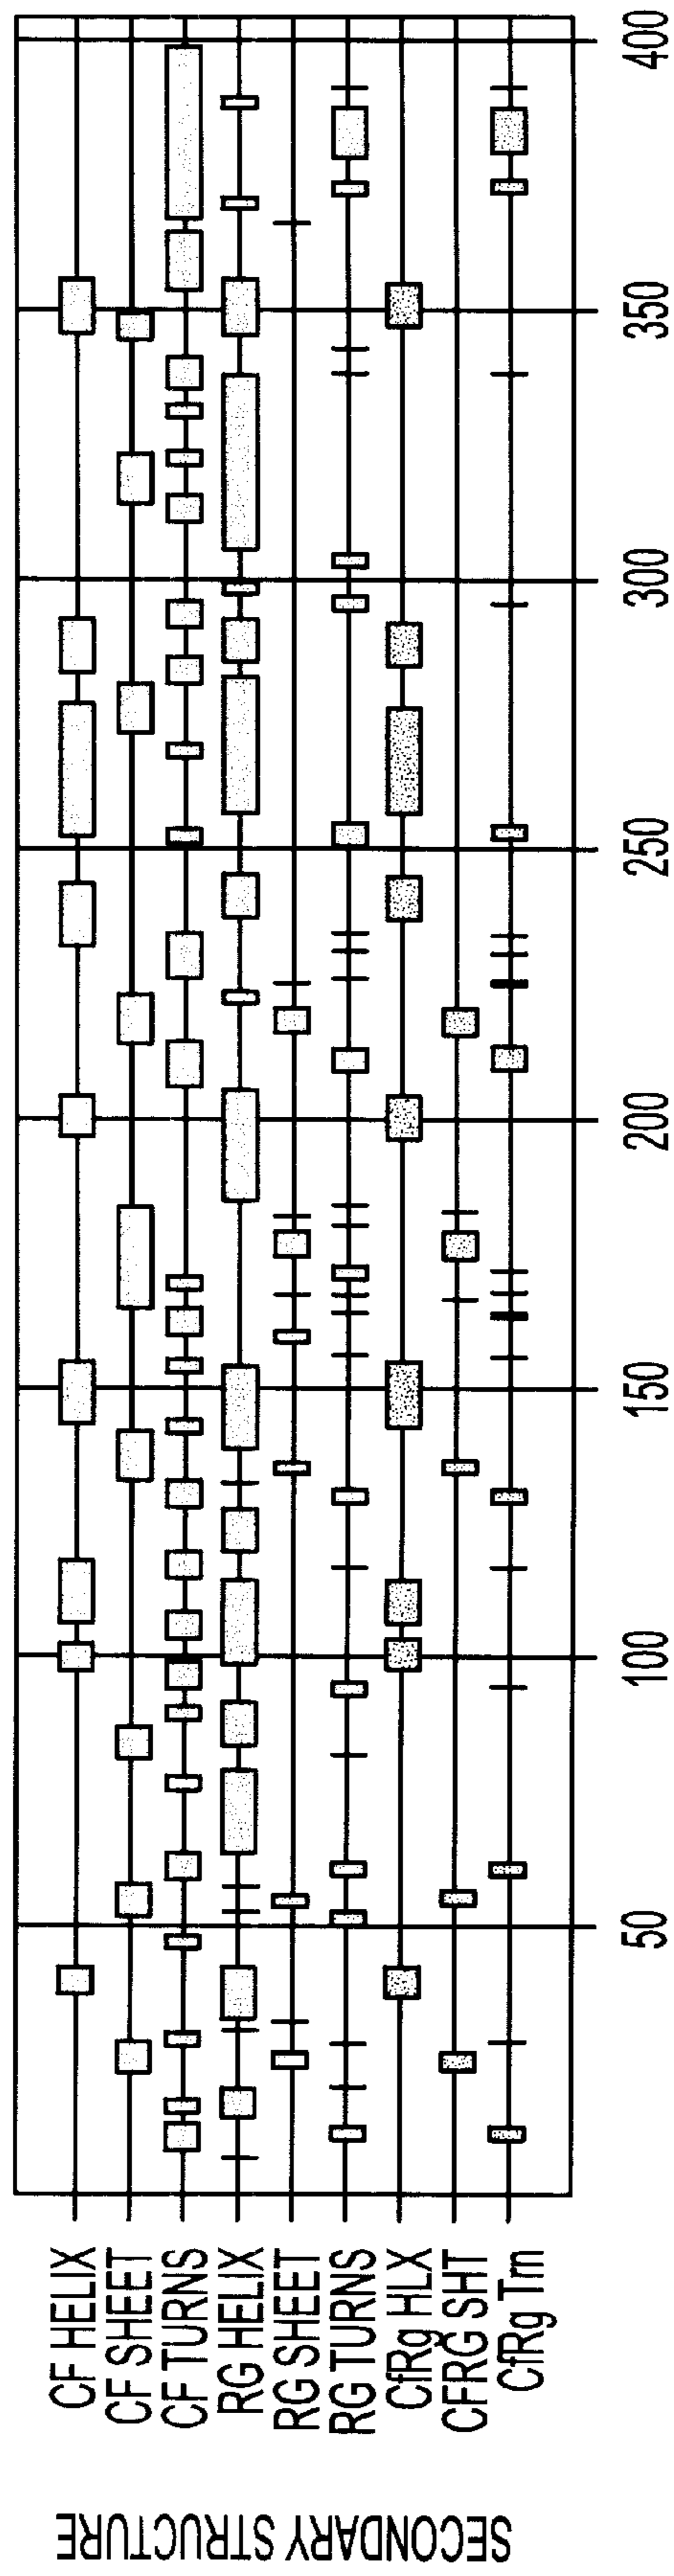 SECONDARY STRUCTURE
CF HELIX
CF SHEET
CF TURNS
RG HELIX
RG SHEET
RG TURNS
CfRg HLX
CFRG SHT
CfRg Trn
50 100 150 200 250 300 350 400